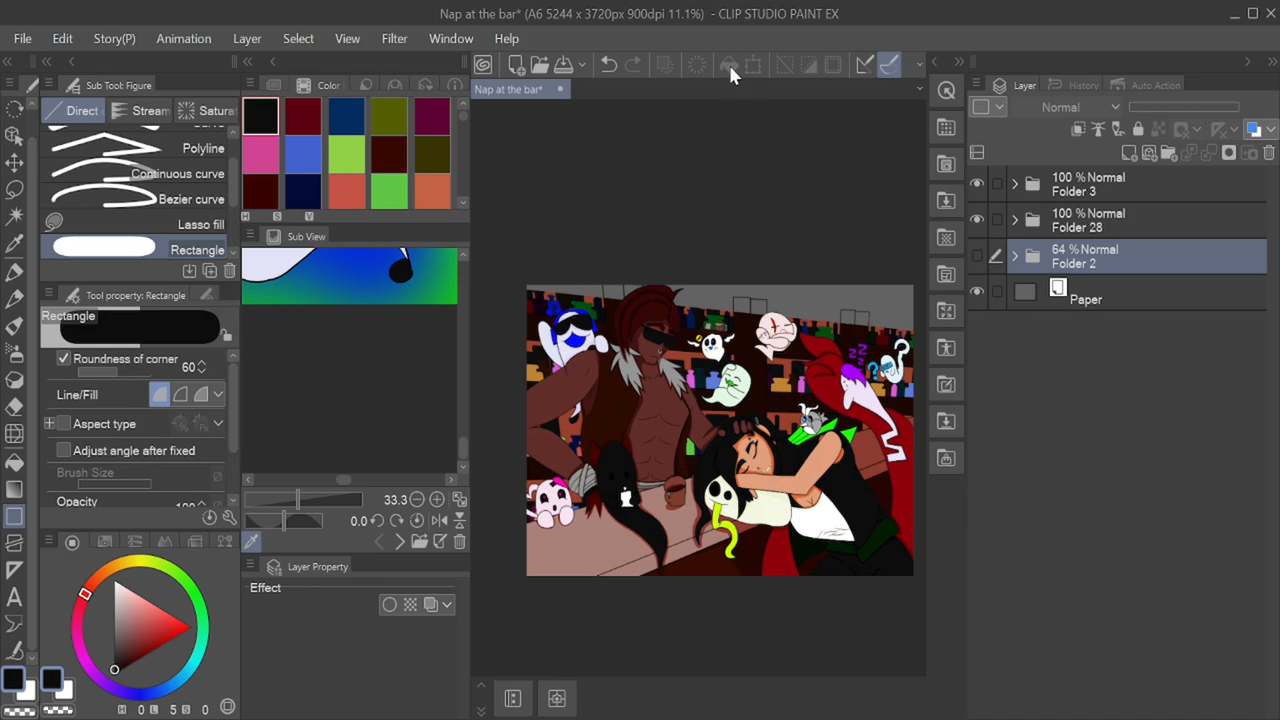 Nap at the bar* (A6 5244 x 3720px 900dpi 11.1%) - CLIP STUDIO PAINT EX
File Edit Story(P) Animation Layer Select View Filter Window Help
Sub Tool: Figure
Color
Layer History Auto Action
Direct Stream Satura
Nap at the bar*
Normal
Polyline
Continuous curve
Bezier curve
Lasso fill
Rectangle
H S V
Sub View
100 % Normal
Folder 3
100 % Normal
Folder 28
64 % Normal
Folder 2
Paper
Tool property: Rectangle
Rectangle
Roundness of corner 60
Line/Fill
Aspect type
Adjust angle after fixed
Brush Size
Opacity
33.3
0.0
Layer Property
Effect
zzz
??
H 0 L 5 S 0